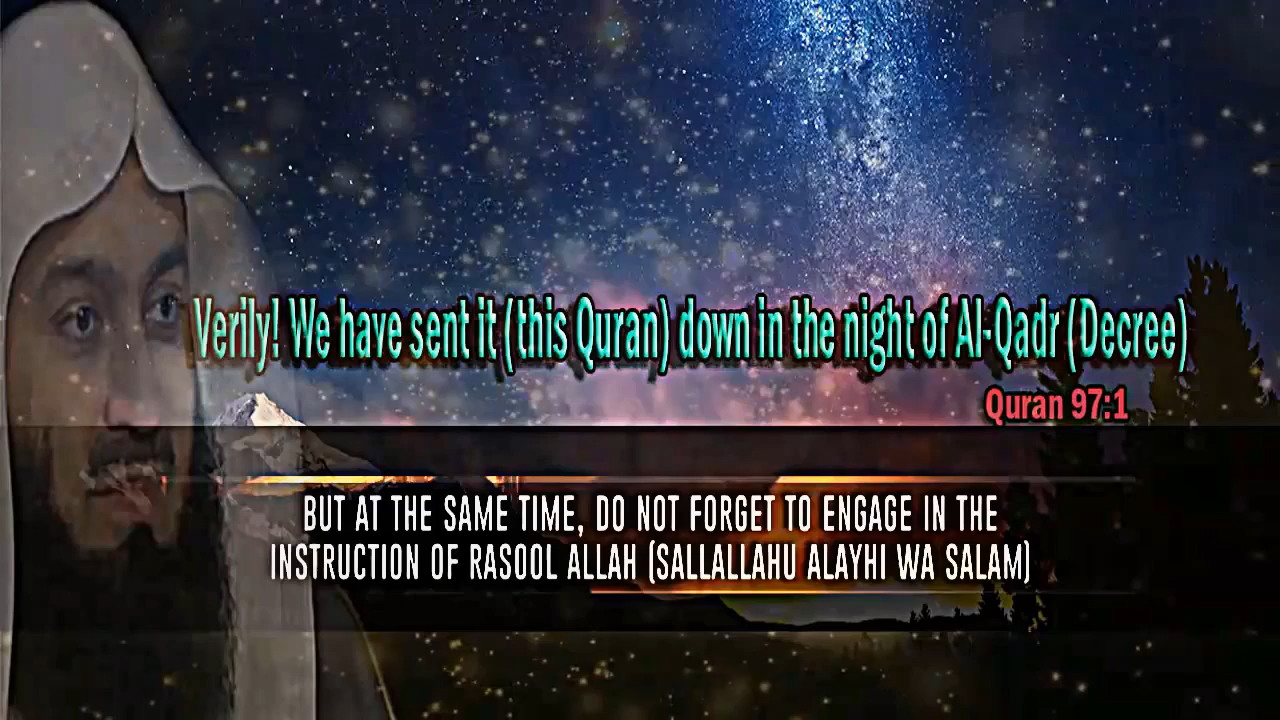 Verily! We have sent it (this Quran) down in the night of Al-Qadr (Decree)
Quran 97:1
BUT AT THE SAME TIME, DO NOT FORGET TO ENGAGE IN THE
INSTRUCTION OF RASOOL ALLAH (SALLALLAHU ALAYHI WA SALAM)